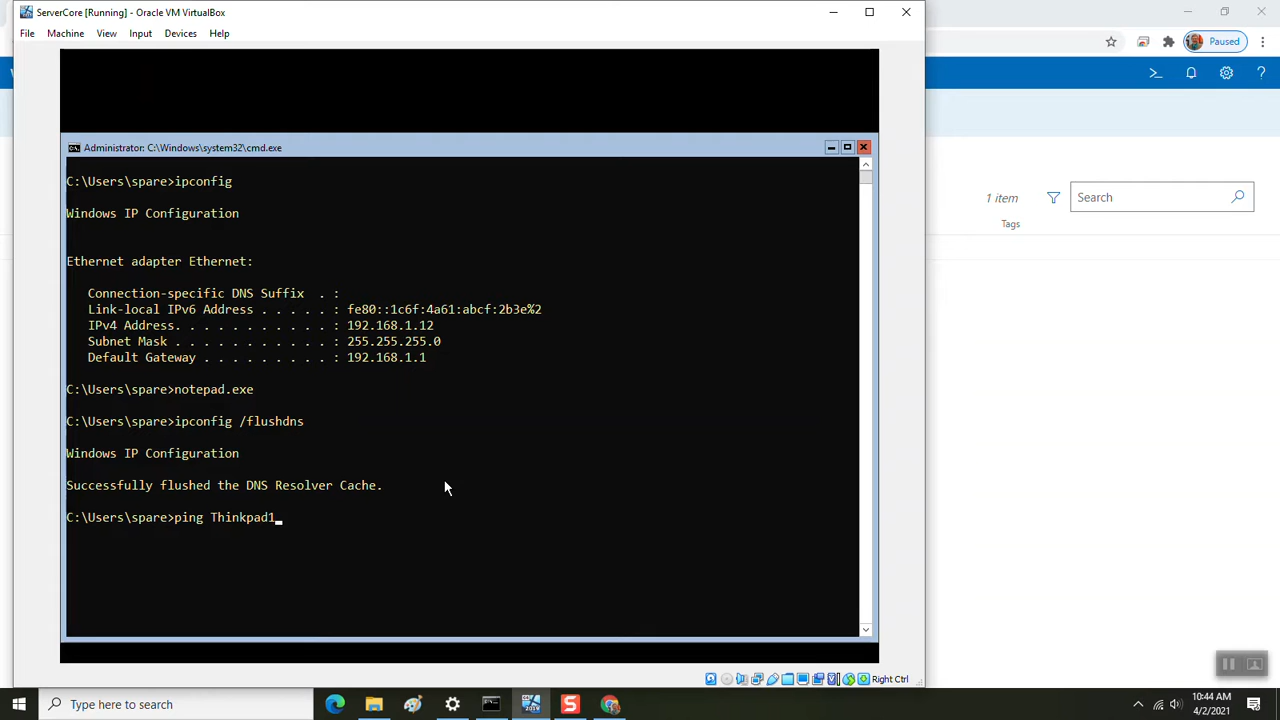 ServerCore [Running] - Oracle VM VirtualBox
File Machine View Input Devices Help
Paused
Administrator: C:\Windows\system32\cmd.exe
C:\Users\spare>ipconfig
Windows IP Configuration
Ethernet adapter Ethernet:
Connection-specific DNS Suffix . :
Link-local IPv6 Address . . . . . : fe80::1c6f:4a61:abcf:2b3e%2
IPv4 Address. . . . . . . . . . . : 192.168.1.12
Subnet Mask . . . . . . . . . . . : 255.255.255.0
Default Gateway . . . . . . . . . : 192.168.1.1
C:\Users\spare>notepad.exe
C:\Users\spare>ipconfig /flushdns
Windows IP Configuration
Successfully flushed the DNS Resolver Cache.
C:\Users\spare>ping Thinkpad1_
1 item
Search
Tags
Right Ctrl
Type here to search
10:44 AM
4/2/2021